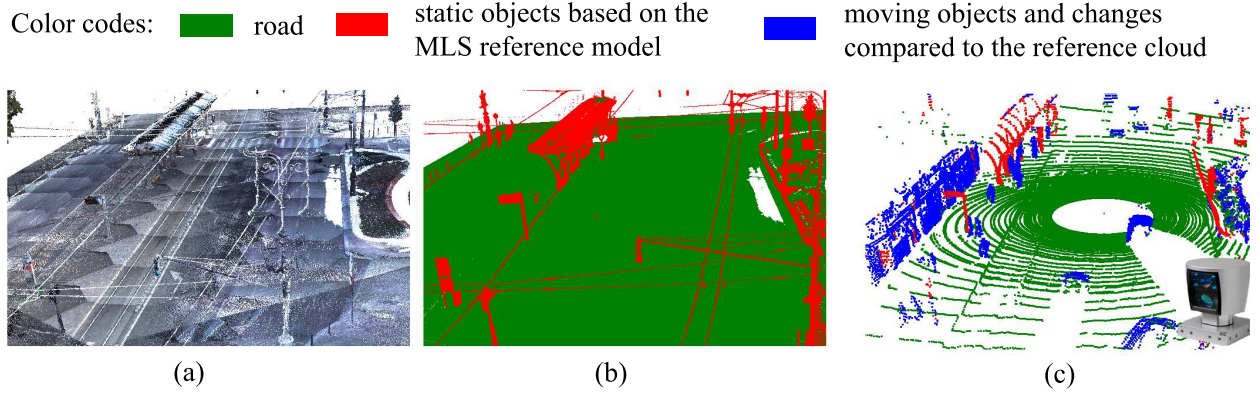 Color codes: road static objects based on the MLS reference model moving objects and changes compared to the reference cloud
(a) (b) (c)